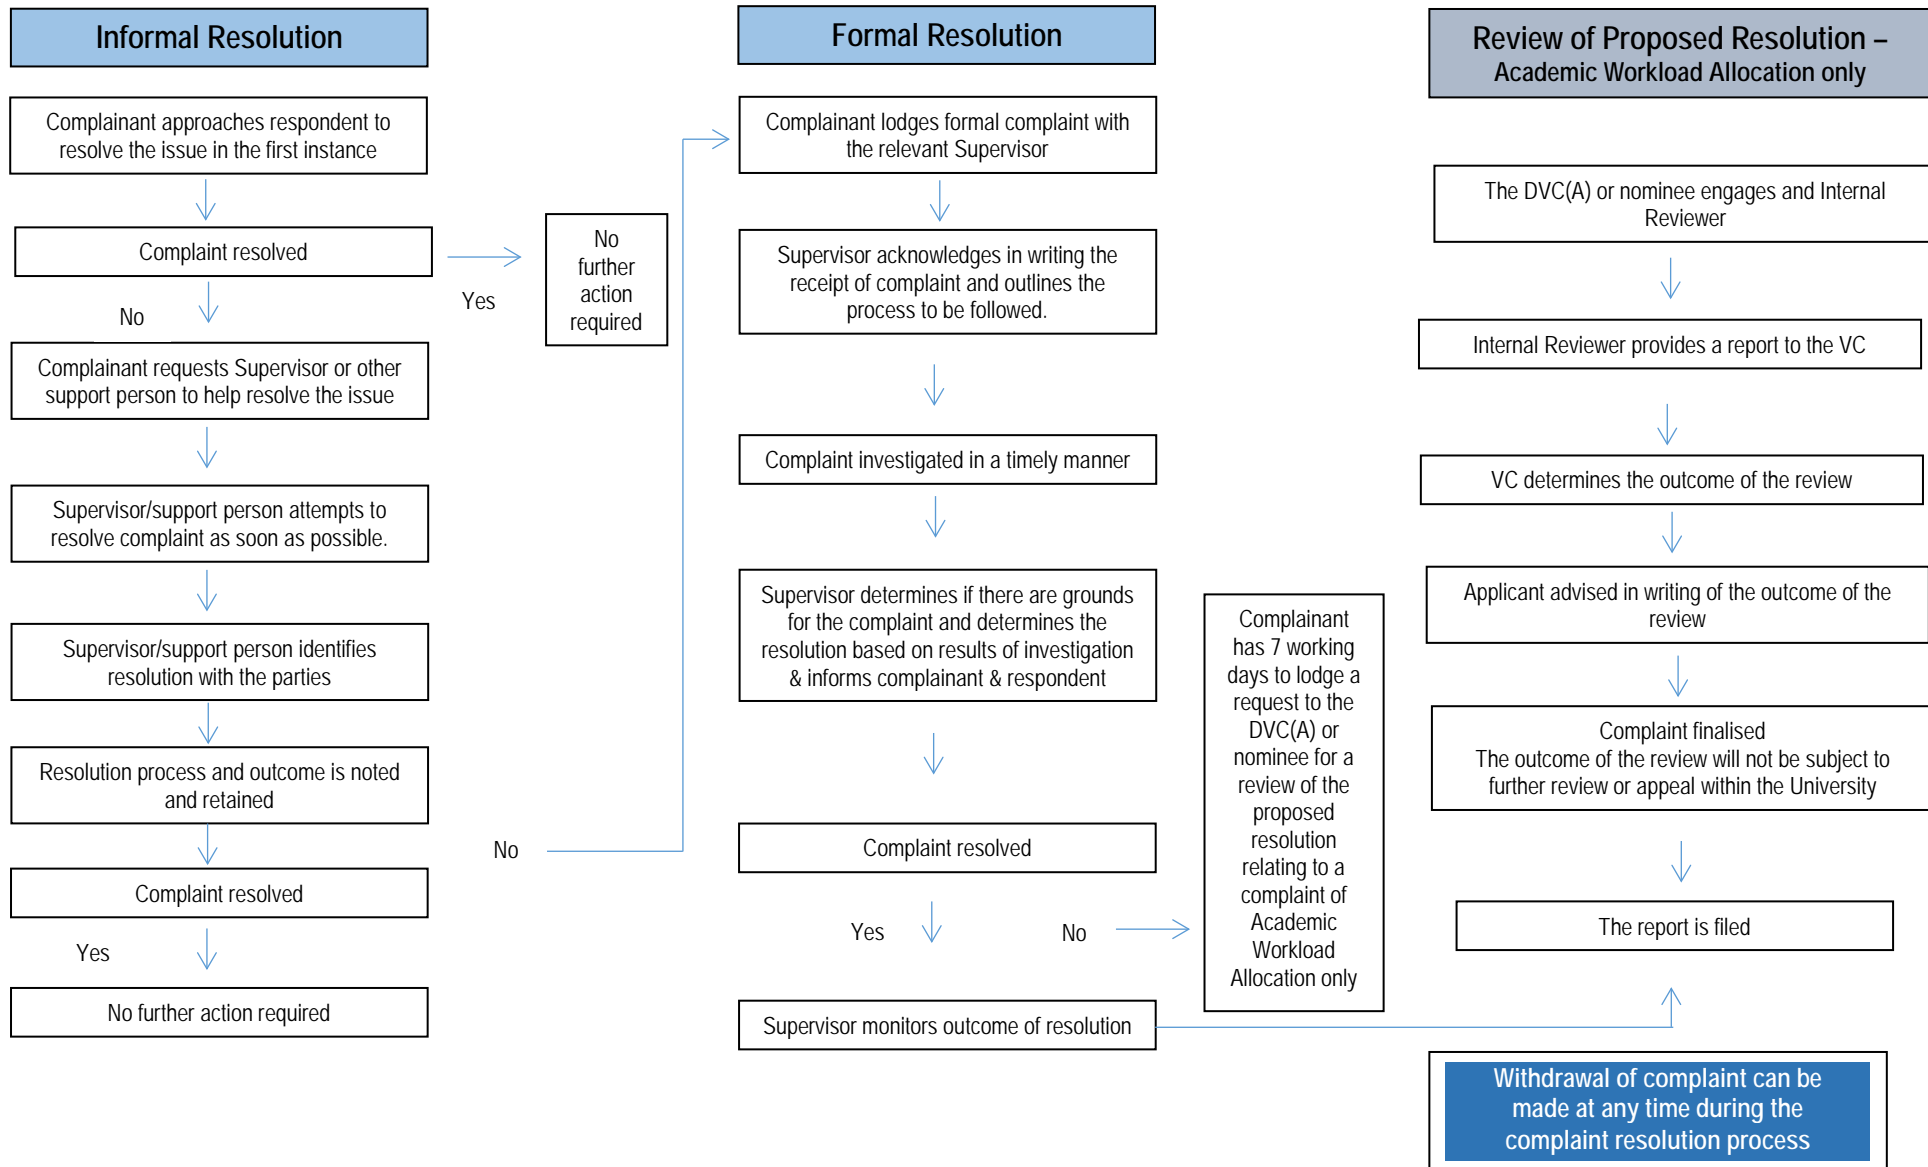 Informal Resolution
Complainant approaches respondent to
resolve the issue in the first instance
Complaint resolved
Yes
No
further
action
required
No
Complainant requests Supervisor or other
support person to help resolve the issue
Supervisor/support person attempts to
resolve complaint as soon as possible.
Supervisor/support person identifies
resolution with the parties
Resolution process and outcome is noted
and retained
Complaint resolved
No
Yes
No further action required
Formal Resolution
Complainant lodges formal complaint with
the relevant Supervisor
Supervisor acknowledges in writing the
receipt of complaint and outlines the
process to be followed.
Complaint investigated in a timely manner
Supervisor determines if there are grounds
for the complaint and determines the
resolution based on results of investigation
& informs complainant & respondent
Complaint resolved
Yes
No
Supervisor monitors outcome of resolution
Complainant
has 7 working
days to lodge a
request to the
DVC(A) or
nominee for a
review of the
proposed
resolution
relating to a
complaint of
Academic
Workload
Allocation only
Review of Proposed Resolution –
Academic Workload Allocation only
The DVC(A) or nominee engages and Internal
Reviewer
Internal Reviewer provides a report to the VC
VC determines the outcome of the review
Applicant advised in writing of the outcome of the
review
Complaint finalised
The outcome of the review will not be subject to
further review or appeal within the University
The report is filed
Withdrawal of complaint can be
made at any time during the
complaint resolution process